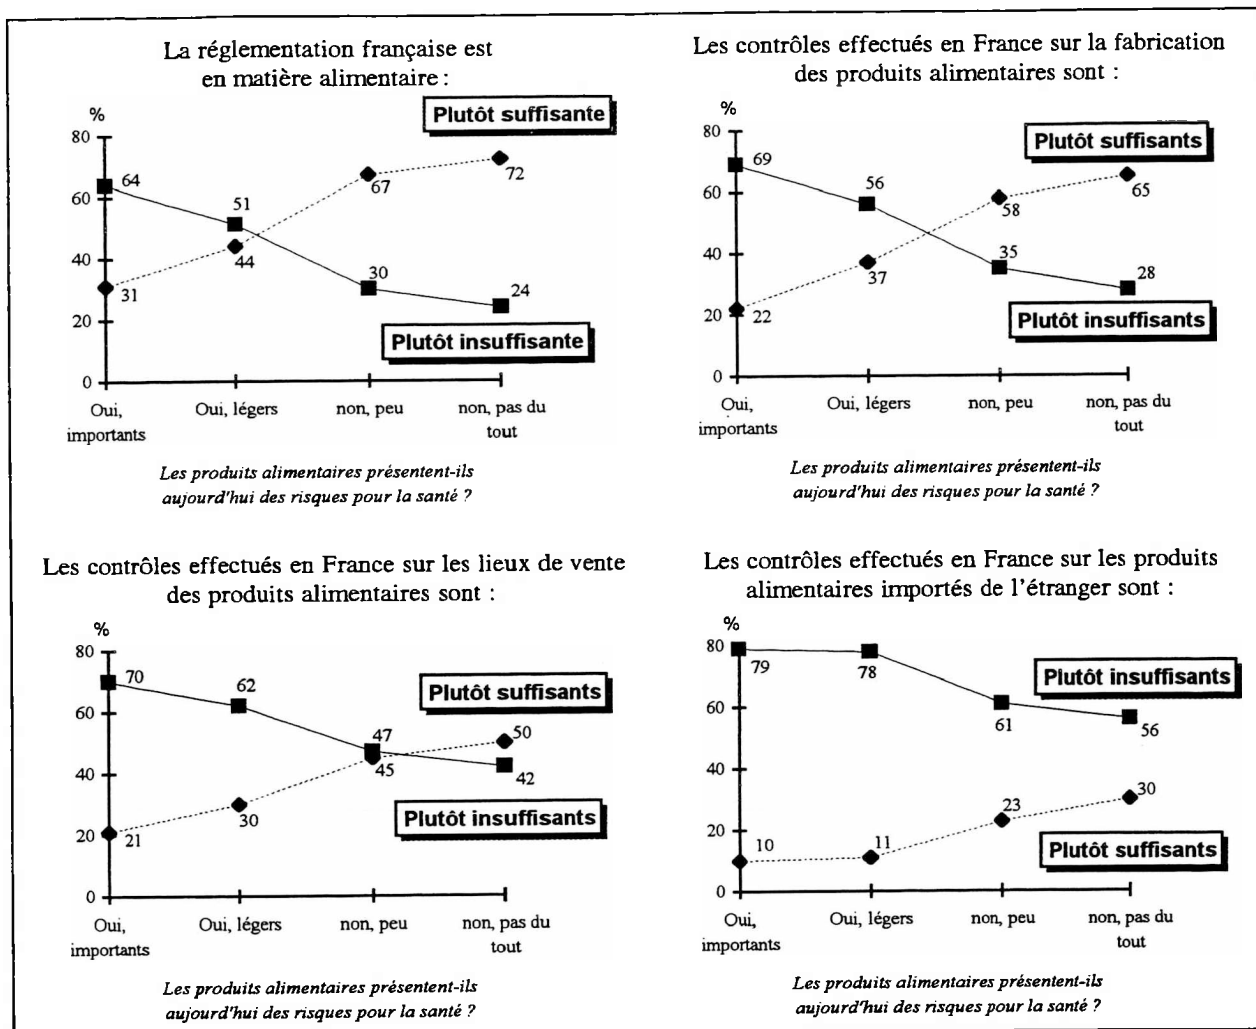 La réglementation française est
en matière alimentaire :
%
Plutôt suffisante
80
60
40
20
0
64
51
30
24
31
44
67
72
Plutôt insuffisante
Oui,
importants
Oui, légers
non, peu
non, pas du
tout
Les produits alimentaires présentent-ils
aujourd'hui des risques pour la santé ?
Les contrôles effectués en France sur la fabrication
des produits alimentaires sont :
%
Plutôt suffisants
80
60
40
20
0
69
56
35
28
22
37
58
65
Plutôt insuffisants
Oui,
importants
Oui, légers
non, peu
non, pas du
tout
Les produits alimentaires présentent-ils
aujourd'hui des risques pour la santé ?
Les contrôles effectués en France sur les lieux de vente
des produits alimentaires sont :
%
80
60
40
20
0
70
62
47
42
21
30
45
50
Plutôt suffisants
Plutôt insuffisants
Oui,
importants
Oui, légers
non, peu
non, pas du
tout
Les produits alimentaires présentent-ils
aujourd'hui des risques pour la santé ?
Les contrôles effectués en France sur les produits
alimentaires importés de l'étranger sont :
%
80
60
40
20
0
79
78
61
56
10
11
23
30
Plutôt insuffisants
Plutôt suffisants
Oui,
importants
Oui, légers
non, peu
non, pas du
tout
Les produits alimentaires présentent-ils
aujourd'hui des risques pour la santé ?